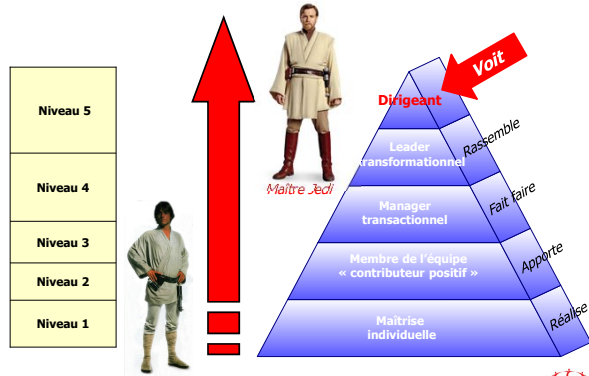 Niveau 5
Niveau 4
Niveau 3
Niveau 2
Niveau 1
Maître Jedi
Voit
Dirigeant
Rassemble
Leader
transformationnel
Fait faire
Manager
transactionnel
Apporte
Membre de l'équipe
« contributeur positif »
Réalise
Maîtrise
individuelle